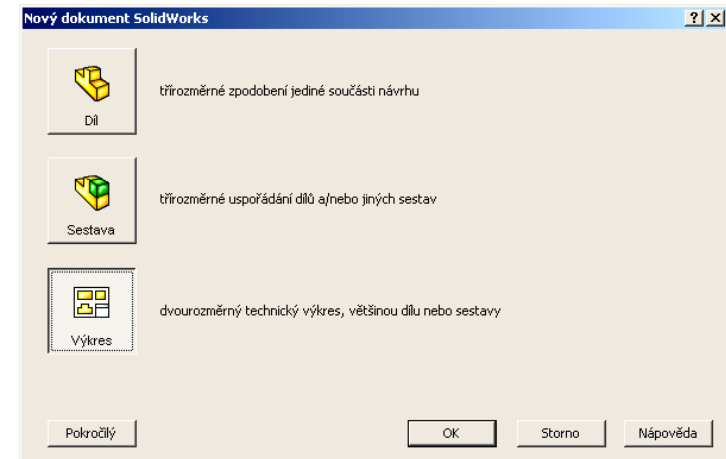 Nový dokument SolidWorks
Díl
třírozměrné zpodobení jediné součásti návrhu
Sestava
třírozměrné uspořádání dílů a/nebo jiných sestav
Výkres
dvourozměrný technický výkres, většinou dílu nebo sestavy
Pokročilý OK Storno Nápověda